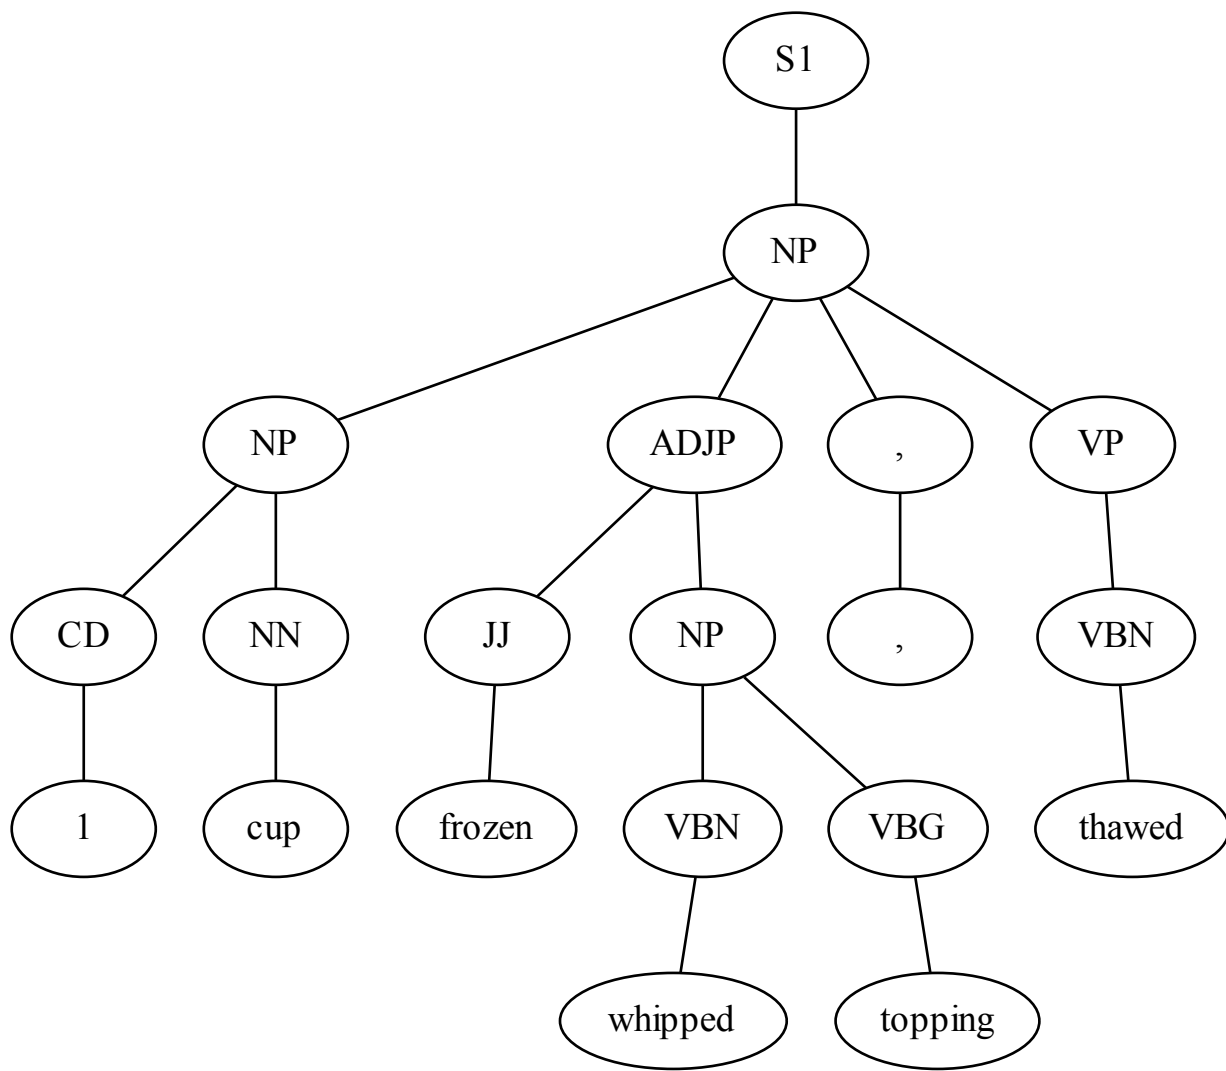 S1
NP
NP ADJP , VP
CD NN JJ NP , VBN
1 cup frozen VBN VBG thawed
whipped topping